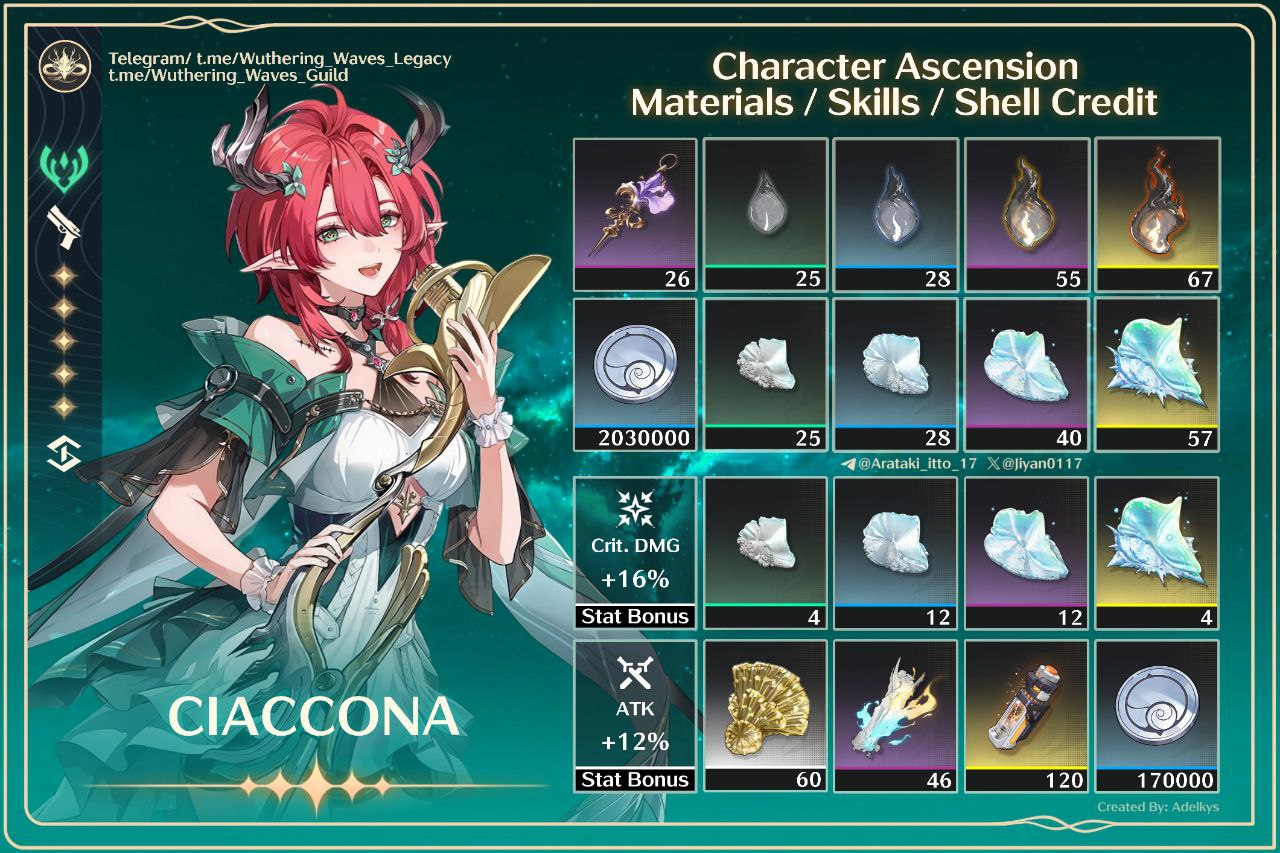 Telegram/ t.me/Wuthering_Waves_Legacy
t.me/Wuthering_Waves_Guild
Character Ascension
Materials / Skills / Shell Credit
26
25
28
55
67
2030000
25
28
40
57
@Arataki_itto_17 @Jiyan0117
Crit. DMG
+16%
Stat Bonus
4
12
12
4
ATK
+12%
Stat Bonus
60
46
120
170000
CIACCONA
Created By: Adelkys